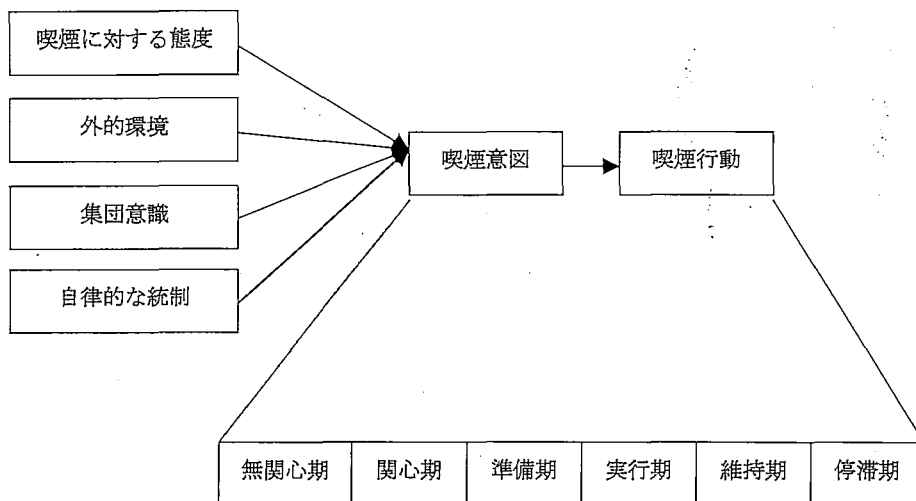 喫煙に対する態度
外的環境
集団意識
自律的な統制
喫煙意図
喫煙行動
無関心期
関心期
準備期
実行期
維持期
停滞期